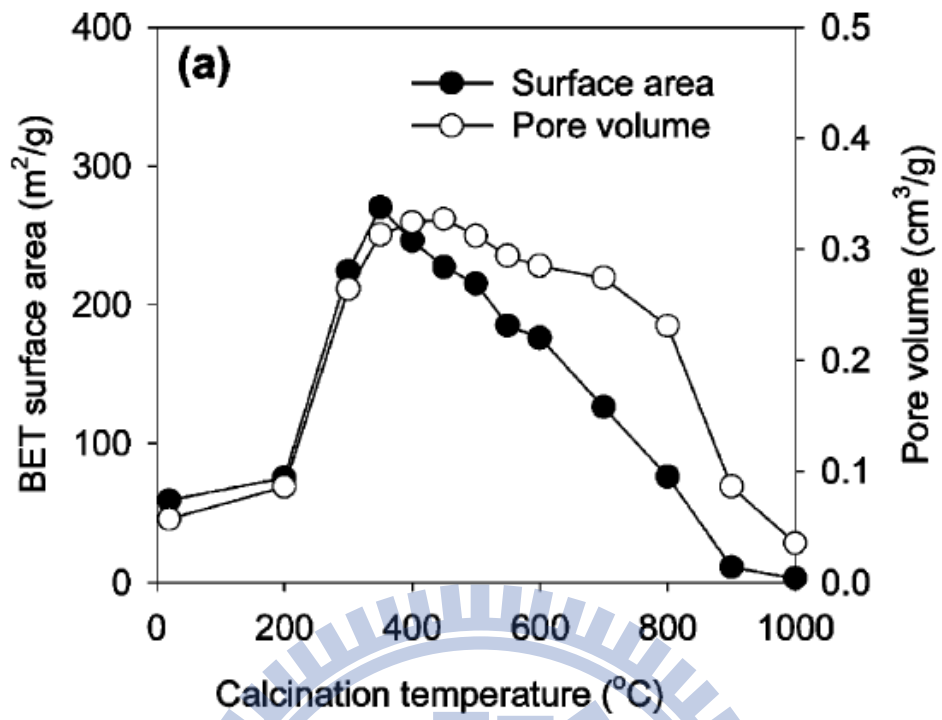 (a)
Surface area
Pore volume
BET surface area (m²/g)
400
300
200
100
0
Pore volume (cm³/g)
0.5
0.4
0.3
0.2
0.1
0.0
0 200 400 600 800 1000
Calcination temperature (°C)